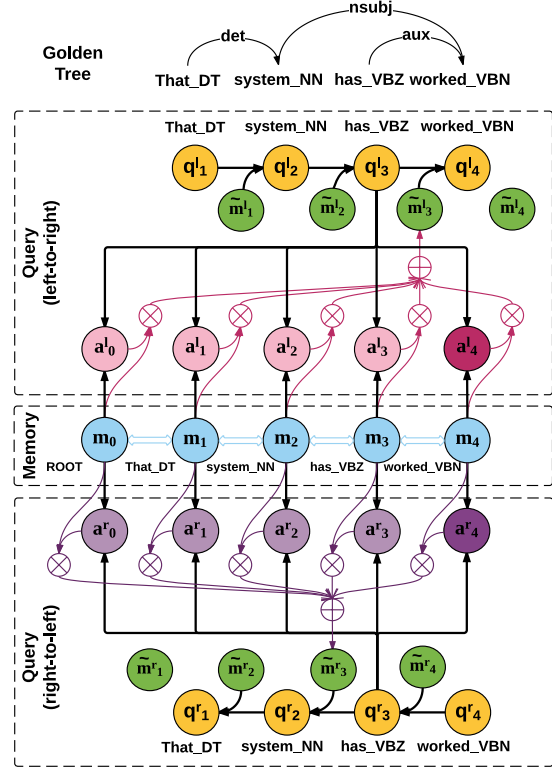 nsubj
det
aux
Golden
Tree
That_DT system_NN has_VBZ worked_VBN
That_DT system_NN has_VBZ worked_VBN
q^l_1 q^l_2 q^l_3 q^l_4
m̃^l_1 m̃^l_2 m̃^l_3 m̃^l_4
Query
(left-to-right)
a^l_0 a^l_1 a^l_2 a^l_3 a^l_4
Memory
m_0 m_1 m_2 m_3 m_4
ROOT That_DT system_NN has_VBZ worked_VBN
a^r_0 a^r_1 a^r_2 a^r_3 a^r_4
Query
(right-to-left)
m̃^r_1 m̃^r_2 m̃^r_3 m̃^r_4
q^r_1 q^r_2 q^r_3 q^r_4
That_DT system_NN has_VBZ worked_VBN